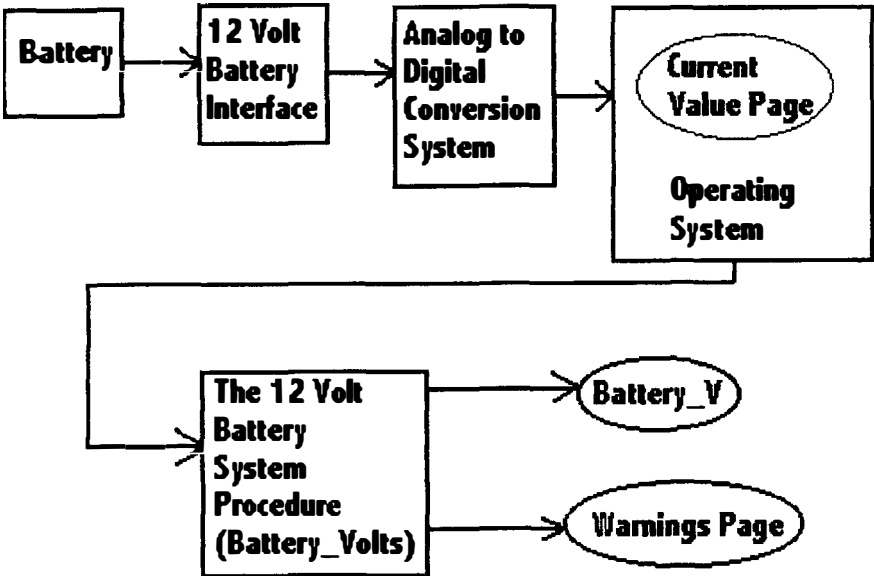 Battery
12 Volt
Battery
Interface
Analog to
Digital
Conversion
System
Current
Value Page
Operating
System
The 12 Volt
Battery
System
Procedure
(Battery_Volts)
Battery_V
Warnings Page